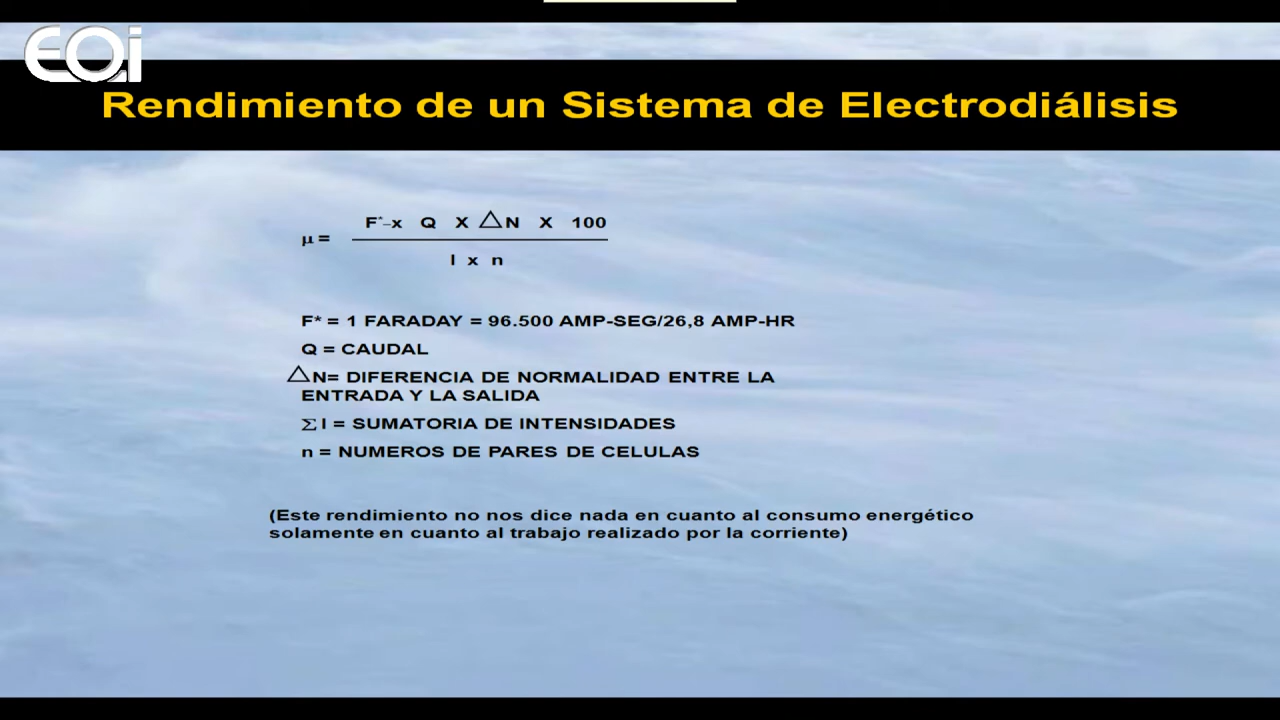 EOi
Rendimiento de un Sistema de Electrodiálisis
F*–x Q X △N X 100
μ =
I x n
F* = 1 FARADAY = 96.500 AMP-SEG/26,8 AMP-HR
Q = CAUDAL
△N= DIFERENCIA DE NORMALIDAD ENTRE LA
ENTRADA Y LA SALIDA
Σ I = SUMATORIA DE INTENSIDADES
n = NUMEROS DE PARES DE CELULAS
(Este rendimiento no nos dice nada en cuanto al consumo energético
solamente en cuanto al trabajo realizado por la corriente)